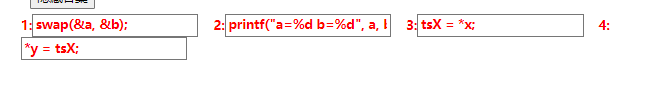 1: swap(&a, &b); 2: printf("a=%d b=%d", a, 3: tsX = *x; 4:
*y = tsX;